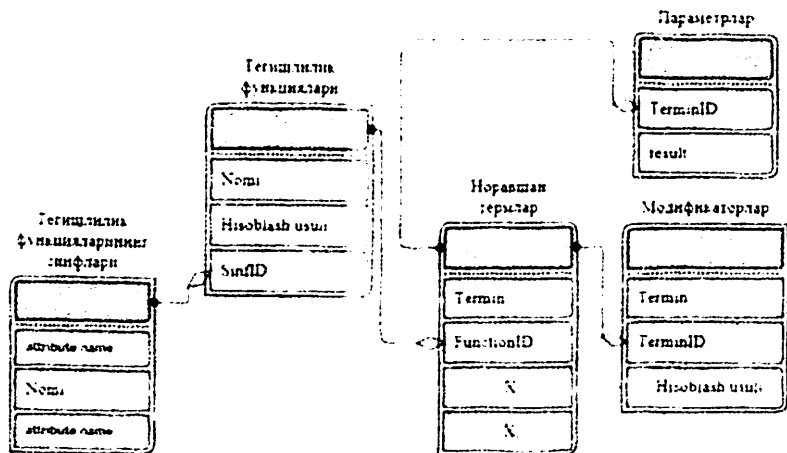 Параметрлар
TerminID
result
Тегишлилик
функциялари
Nomi
Hisoblash usuli
SinfID
Норавшан
термлар
Termin
FunctionID
X
X
Модификаторлар
Termin
TerminID
Hisoblash usuli
Тегишлилик
функцияларининг
синфлари
attribute name
Nomi
attribute name